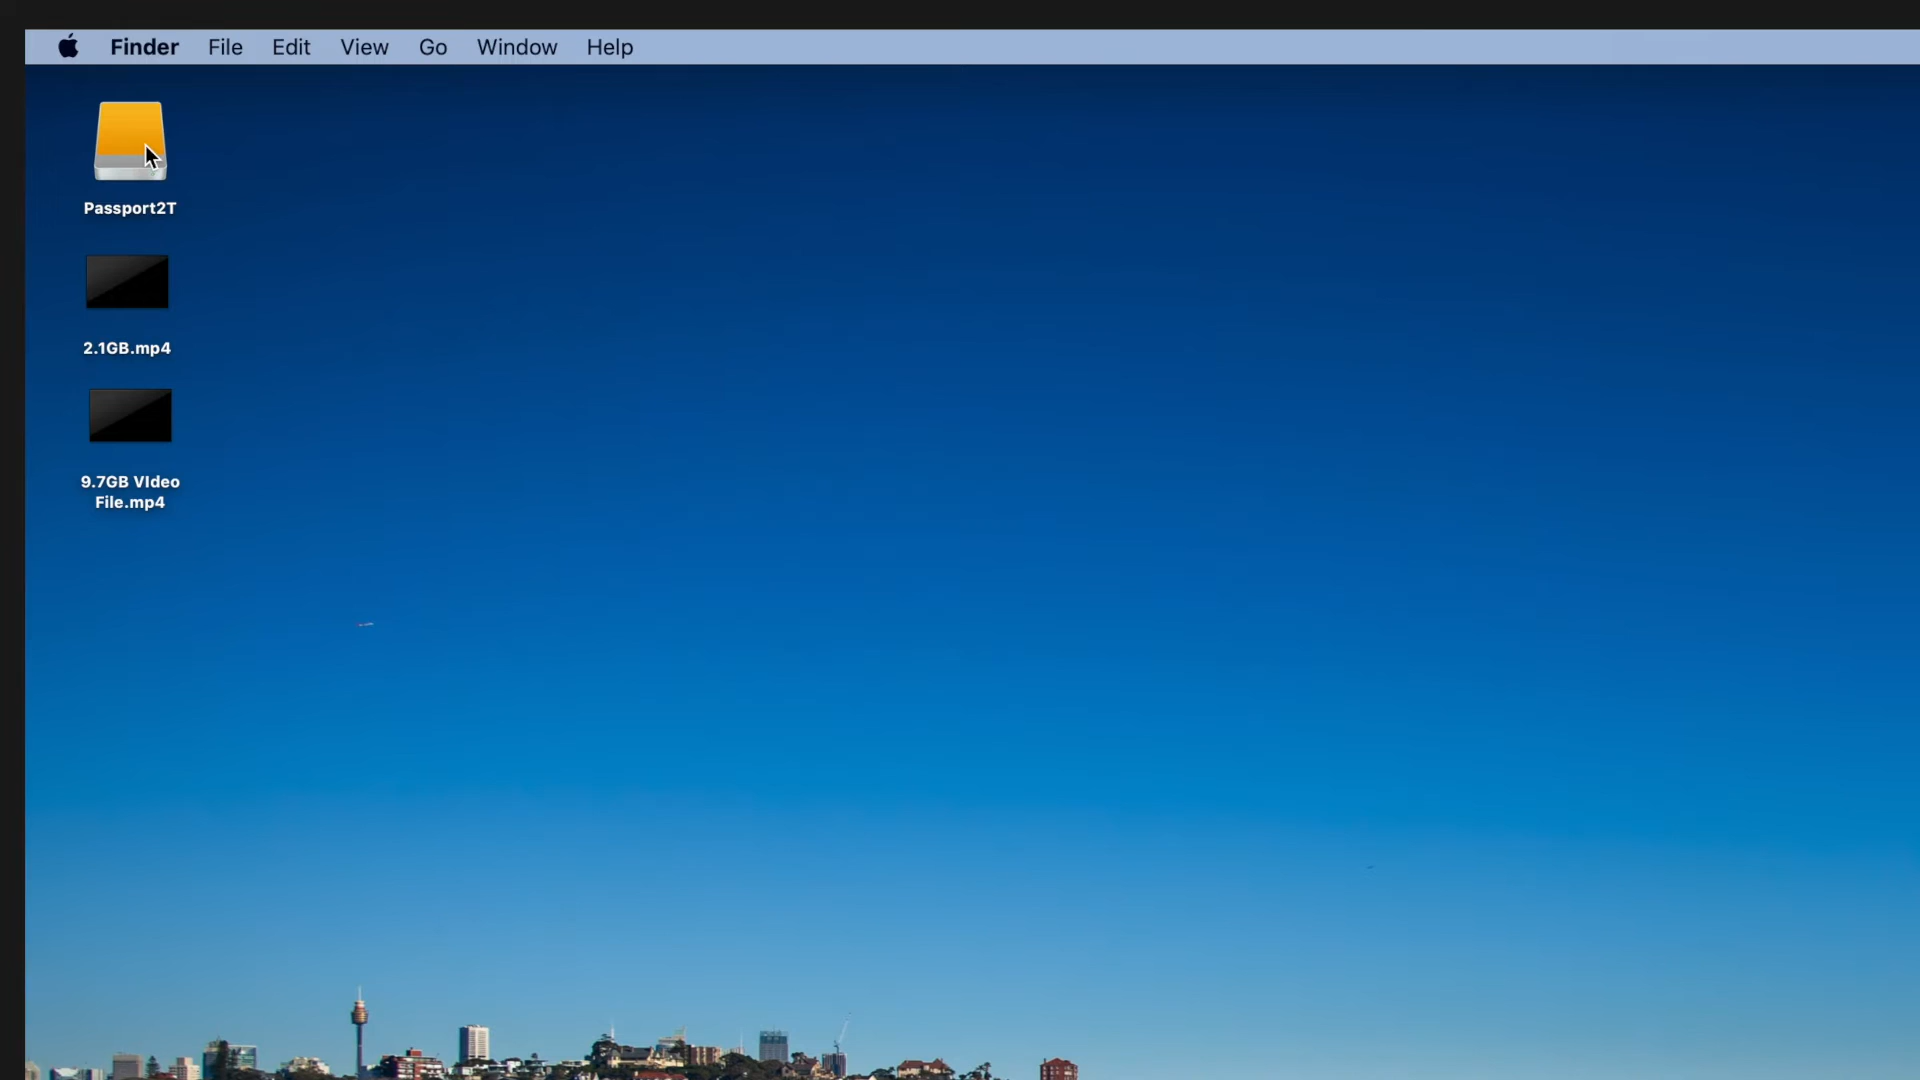 Finder File Edit View Go Window Help
Passport2T
2.1GB.mp4
9.7GB VIdeo
File.mp4